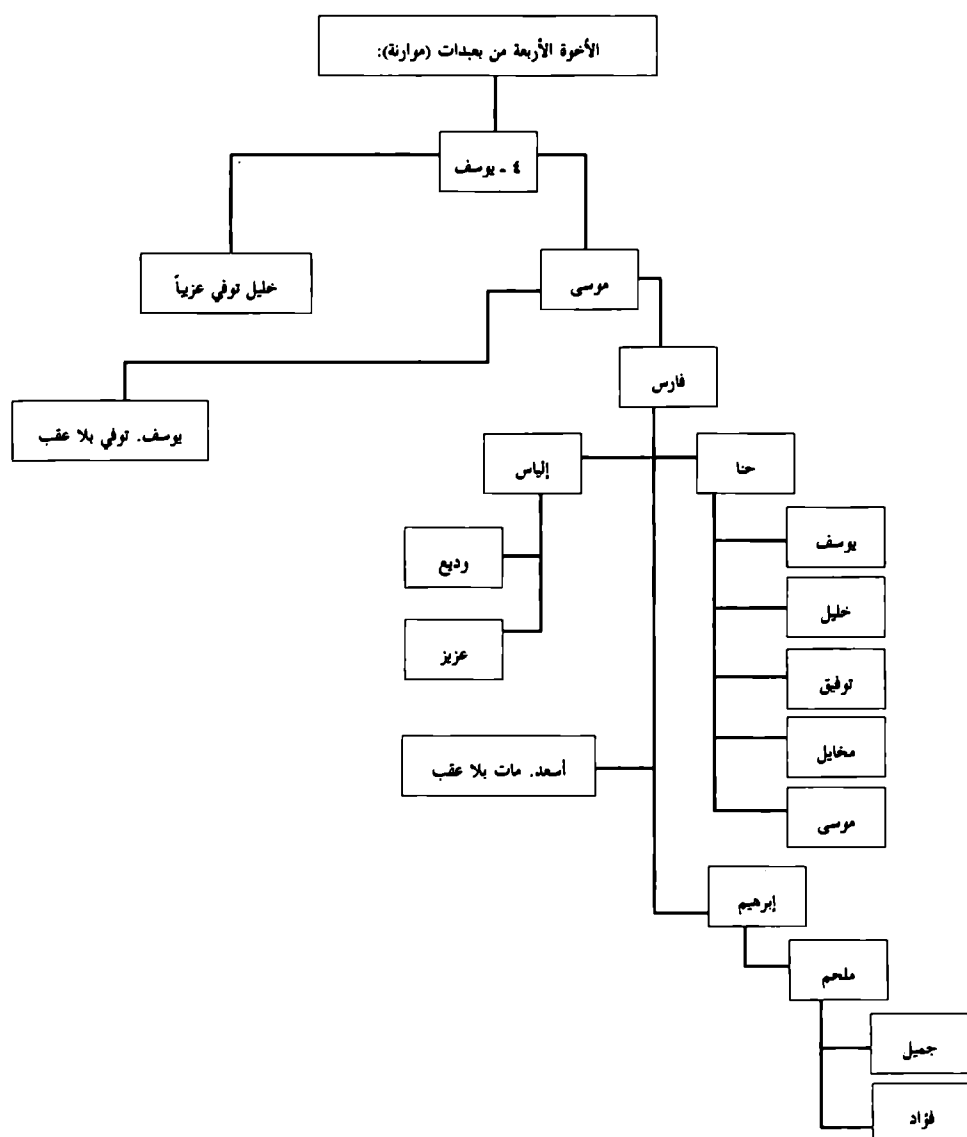 الأخوة الأربعة من بعبدات (موارنة):
٤ ـ يوسف
خليل توفي عزيباً
موسى
فارس
يوسف. توفي بلا عقب
حنا
إلياس
يوسف
وديع
خليل
عزيز
توفيق
مخايل
أسعد. مات بلا عقب
موسى
إبرهيم
ملحم
جميل
فؤاد